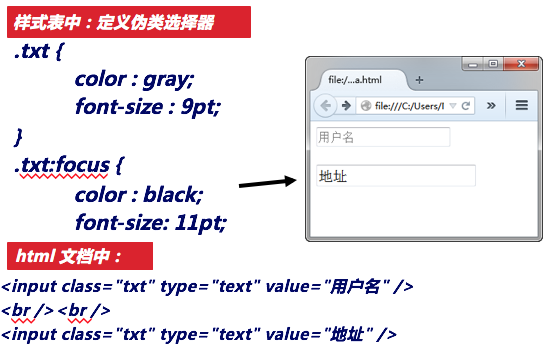 样式表中：定义伪类选择器
.txt {
color : gray;
font-size : 9pt;
}
.txt:focus {
color : black;
font-size: 11pt;
html 文档中：
<input class="txt" type="text" value="用户名" />
<br /><br />
<input class="txt" type="text" value="地址" />
file:/...a.html
file:///C:/Users/l
用户名
地址